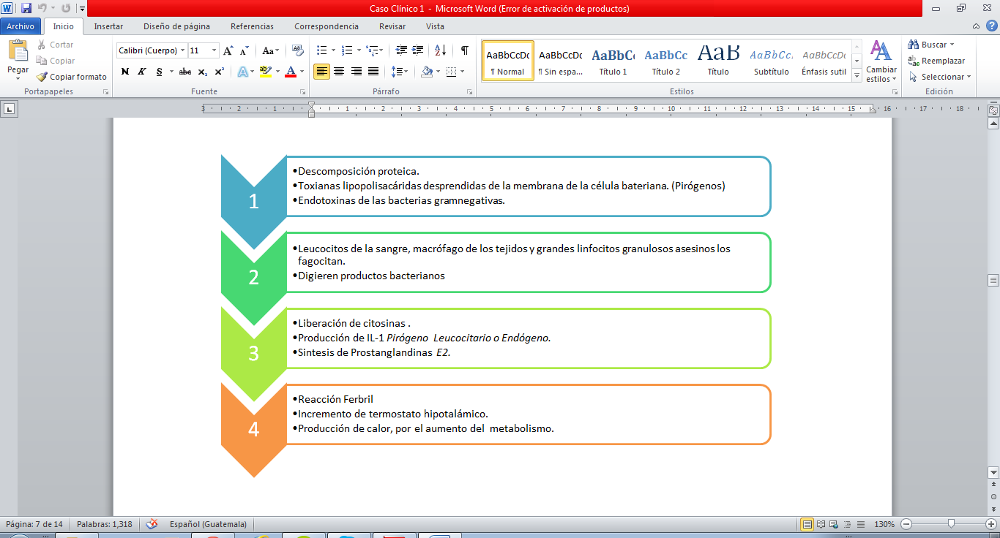 Caso Clínico 1 - Microsoft Word (Error de activación de productos)
Archivo Inicio Insertar Diseño de página Referencias Correspondencia Revisar Vista
Pegar
Cortar
Copiar
Copiar formato
Portapapeles
Calibri (Cuerpo) 11
N K S abc x₂ x²
Fuente
Párrafo
AaBbCcDc AaBbCcDc AaBbC AaBbCc AaB AaBbCc. AaBbCcDc
¶ Normal ¶ Sin espa... Título 1 Título 2 Título Subtítulo Énfasis sutil
Cambiar
estilos
Estilos
Buscar
Reemplazar
Seleccionar
Edición
3 2 1 1 2 3 4 5 6 7 8 9 10 11 12 13 14 15 16 17 18
1
•Descomposición proteica.
•Toxianas lipopolisacáridas desprendidas de la membrana de la célula bateriana. (Pirógenos)
•Endotoxinas de las bacterias gramnegativas.
2
•Leucocitos de la sangre, macrófago de los tejidos y grandes linfocitos granulosos asesinos los
fagocitan.
•Digieren productos bacterianos
3
•Liberación de citosinas .
•Producción de IL-1 Pirógeno Leucocitario o Endógeno.
•Sintesis de Prostanglandinas E2.
4
•Reacción Ferbril
•Incremento de termostato hipotalámico.
•Producción de calor, por el aumento del metabolismo.
Página: 7 de 14 Palabras: 1,318 Español (Guatemala) 130%